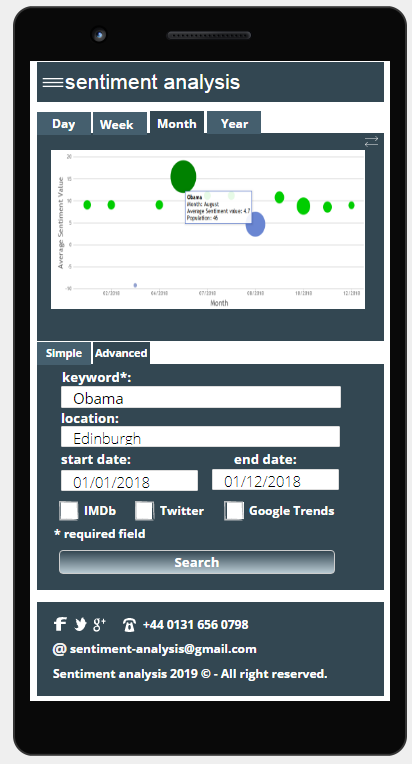 sentiment analysis
Day Week Month Year
Average Sentiment Value
20
15
10
5
0
-5
-10
Obama
Month: August
Average Sentiment value: 4.7
Population: 46
02/2018 06/2018 07/2018 08/2018 10/2018 12/2018
Month
Simple Advanced
keyword*:
Obama
location:
Edinburgh
start date: end date:
01/01/2018 01/12/2018
IMDb Twitter Google Trends
* required field
Search
+44 0131 656 0798
@ sentiment-analysis@gmail.com
Sentiment analysis 2019 © - All right reserved.